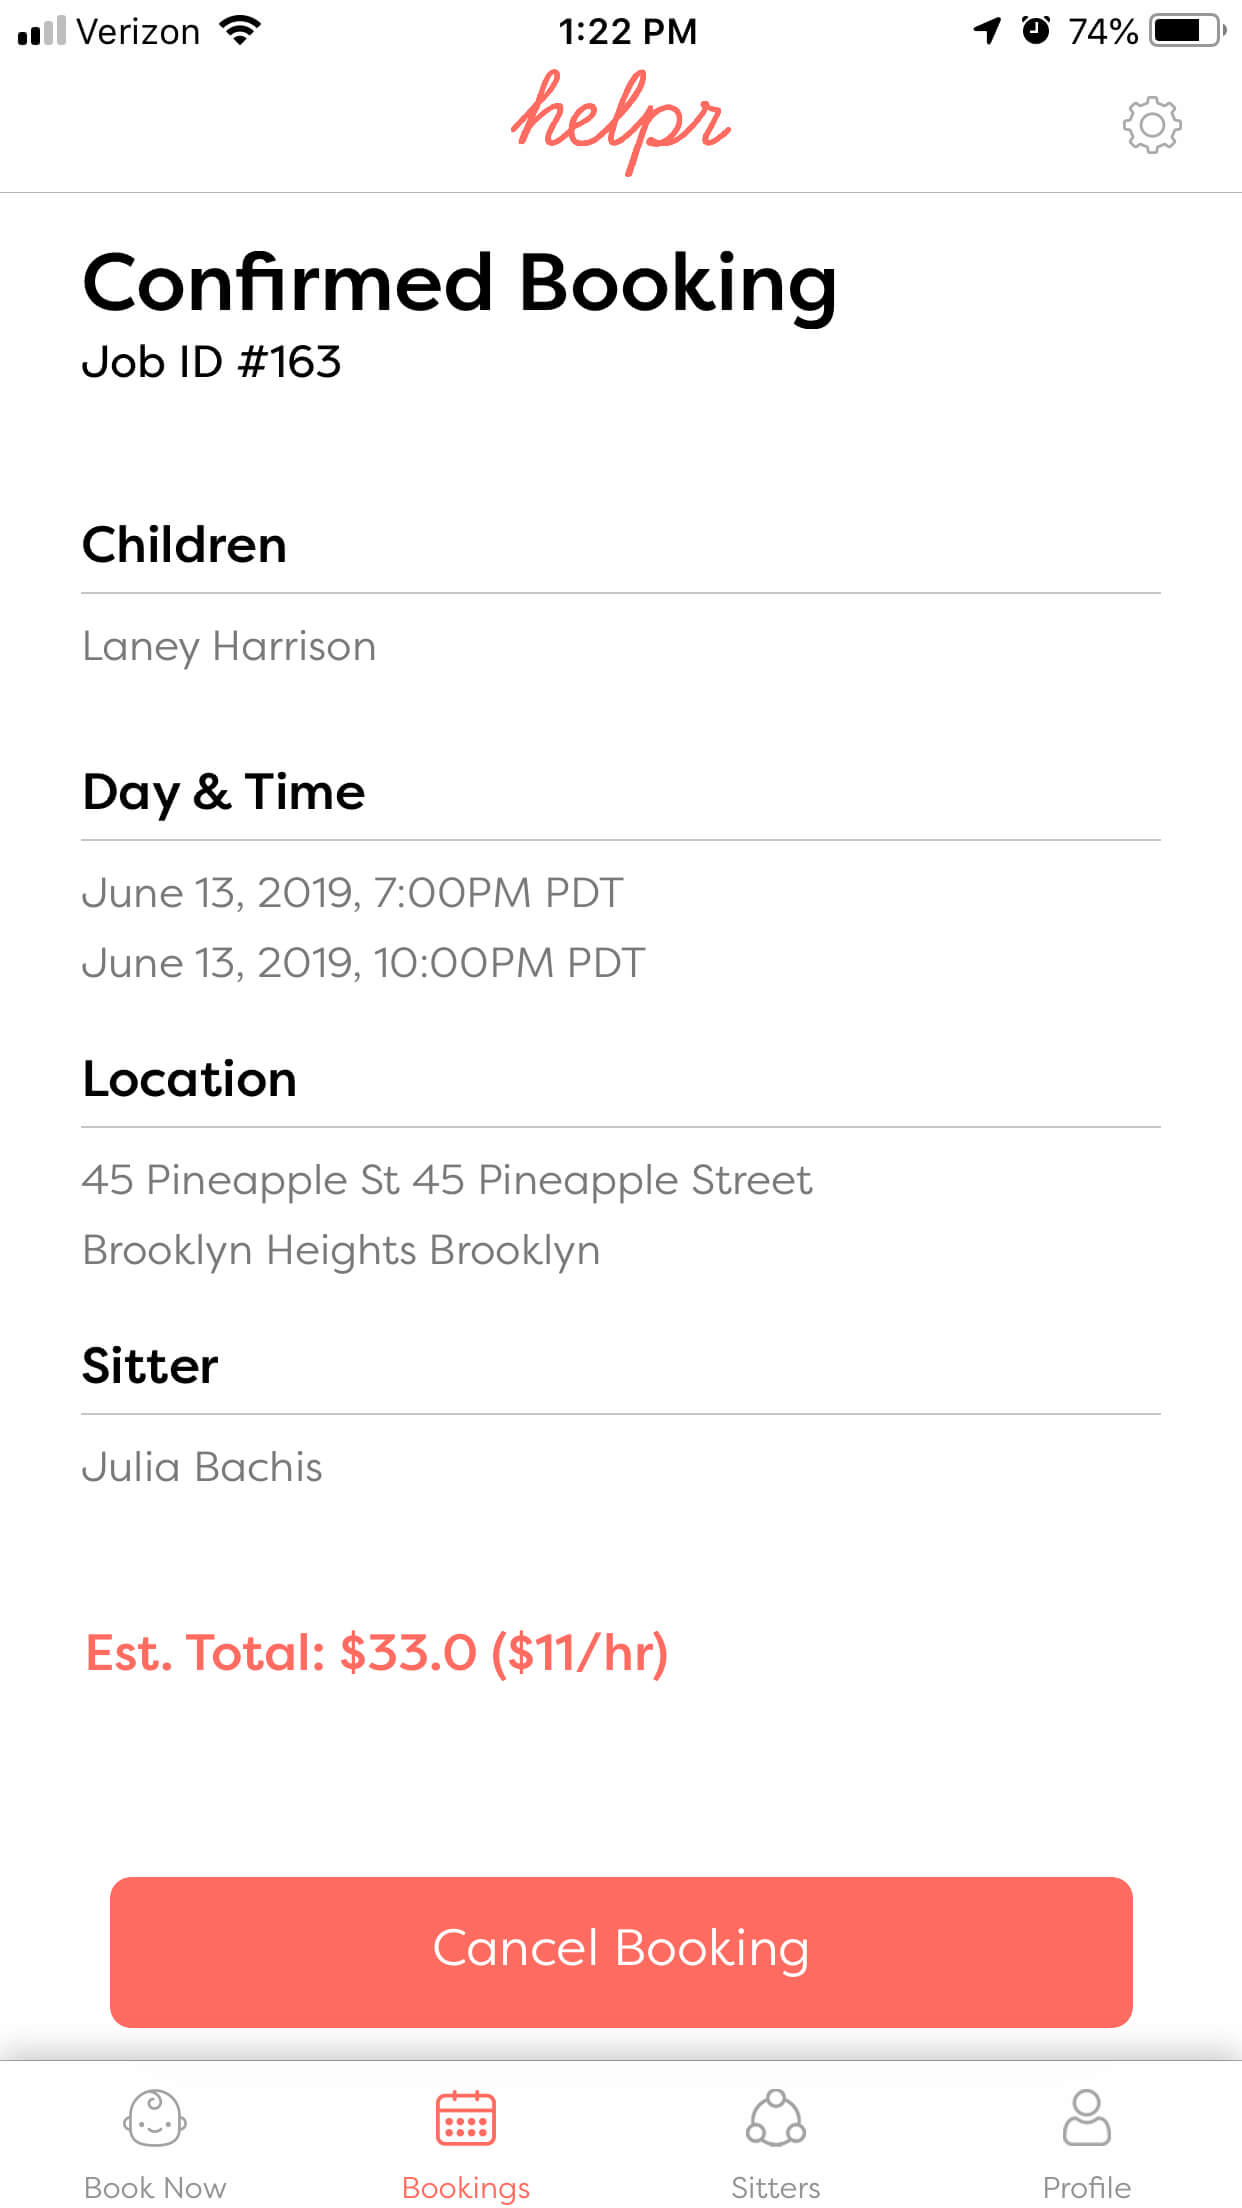 Verizon 1:22 PM 74%
helpr
Confirmed Booking
Job ID #163
Children
Laney Harrison
Day & Time
June 13, 2019, 7:00PM PDT
June 13, 2019, 10:00PM PDT
Location
45 Pineapple St 45 Pineapple Street
Brooklyn Heights Brooklyn
Sitter
Julia Bachis
Est. Total: $33.0 ($11/hr)
Cancel Booking
Book Now Bookings Sitters Profile